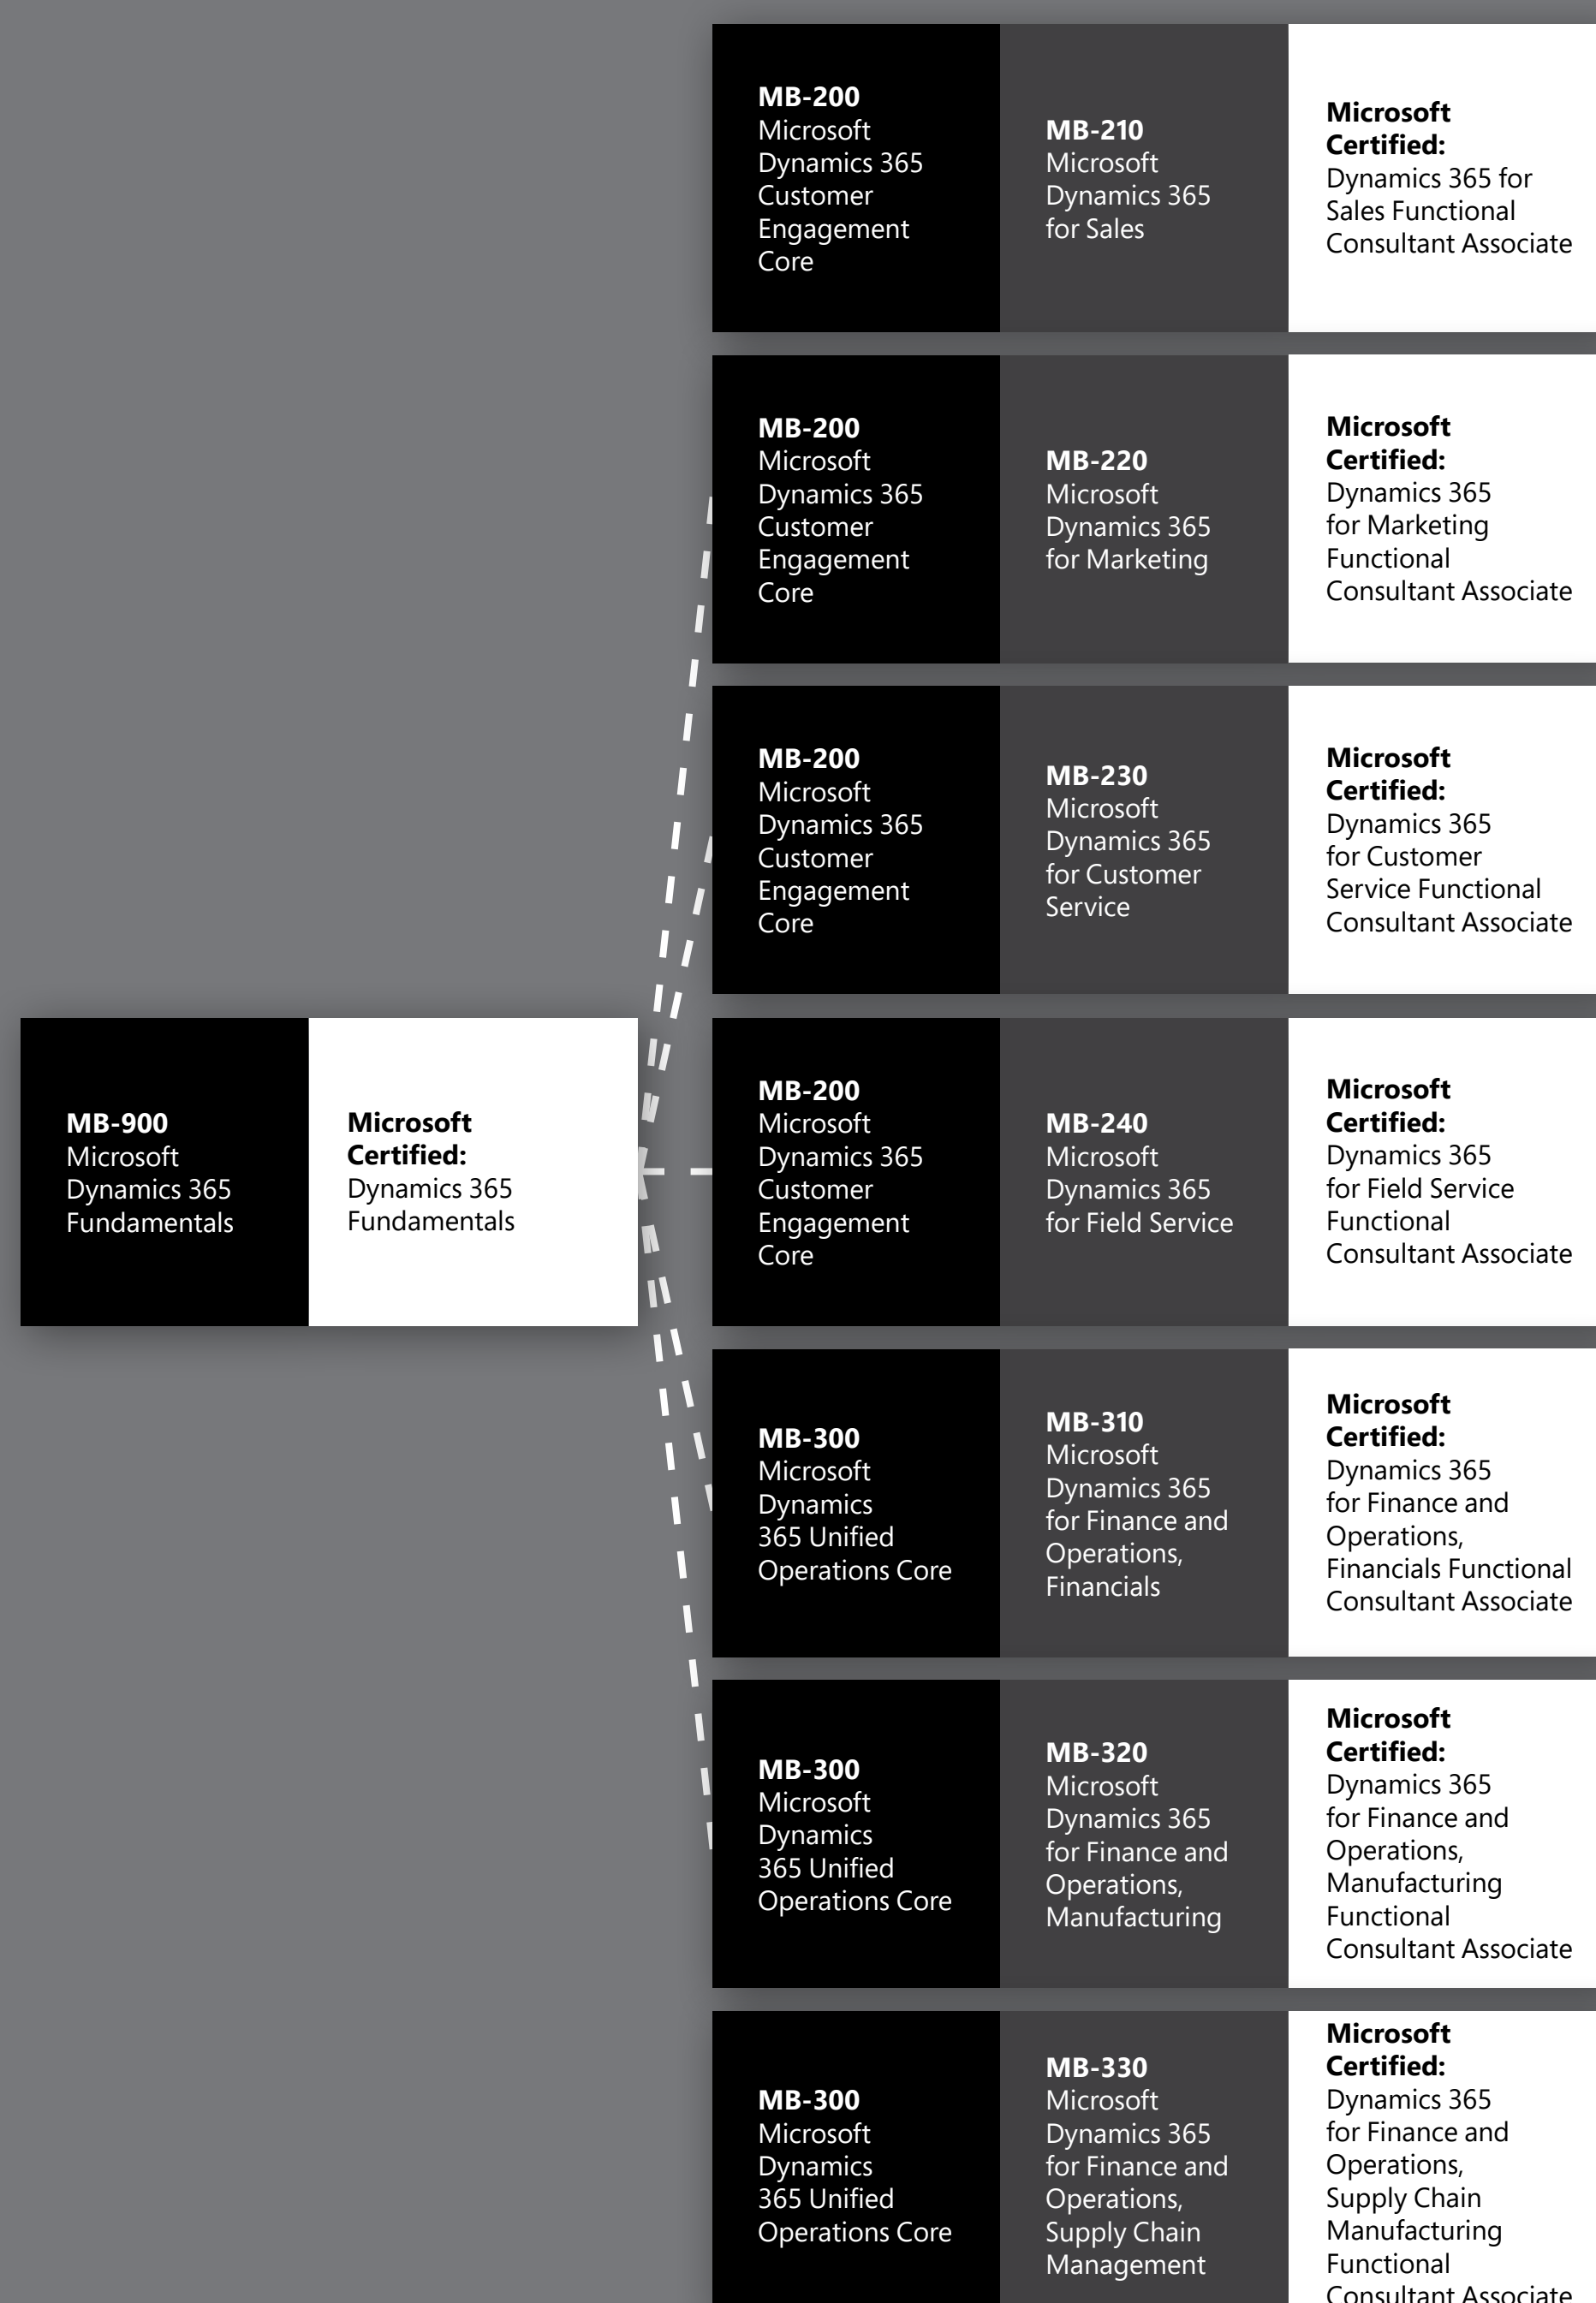 MB-200
Microsoft
Dynamics 365
Customer
Engagement
Core
MB-210
Microsoft
Dynamics 365
for Sales
Microsoft
Certified:
Dynamics 365 for
Sales Functional
Consultant Associate
MB-200
Microsoft
Dynamics 365
Customer
Engagement
Core
MB-220
Microsoft
Dynamics 365
for Marketing
Microsoft
Certified:
Dynamics 365
for Marketing
Functional
Consultant Associate
MB-200
Microsoft
Dynamics 365
Customer
Engagement
Core
MB-230
Microsoft
Dynamics 365
for Customer
Service
Microsoft
Certified:
Dynamics 365
for Customer
Service Functional
Consultant Associate
MB-900
Microsoft
Dynamics 365
Fundamentals
Microsoft
Certified:
Dynamics 365
Fundamentals
MB-200
Microsoft
Dynamics 365
Customer
Engagement
Core
MB-240
Microsoft
Dynamics 365
for Field Service
Microsoft
Certified:
Dynamics 365
for Field Service
Functional
Consultant Associate
MB-300
Microsoft
Dynamics
365 Unified
Operations Core
MB-310
Microsoft
Dynamics 365
for Finance and
Operations,
Financials
Microsoft
Certified:
Dynamics 365
for Finance and
Operations,
Financials Functional
Consultant Associate
MB-300
Microsoft
Dynamics
365 Unified
Operations Core
MB-320
Microsoft
Dynamics 365
for Finance and
Operations,
Manufacturing
Microsoft
Certified:
Dynamics 365
for Finance and
Operations,
Manufacturing
Functional
Consultant Associate
MB-300
Microsoft
Dynamics
365 Unified
Operations Core
MB-330
Microsoft
Dynamics 365
for Finance and
Operations,
Supply Chain
Management
Microsoft
Certified:
Dynamics 365
for Finance and
Operations,
Supply Chain
Manufacturing
Functional
Consultant Associate